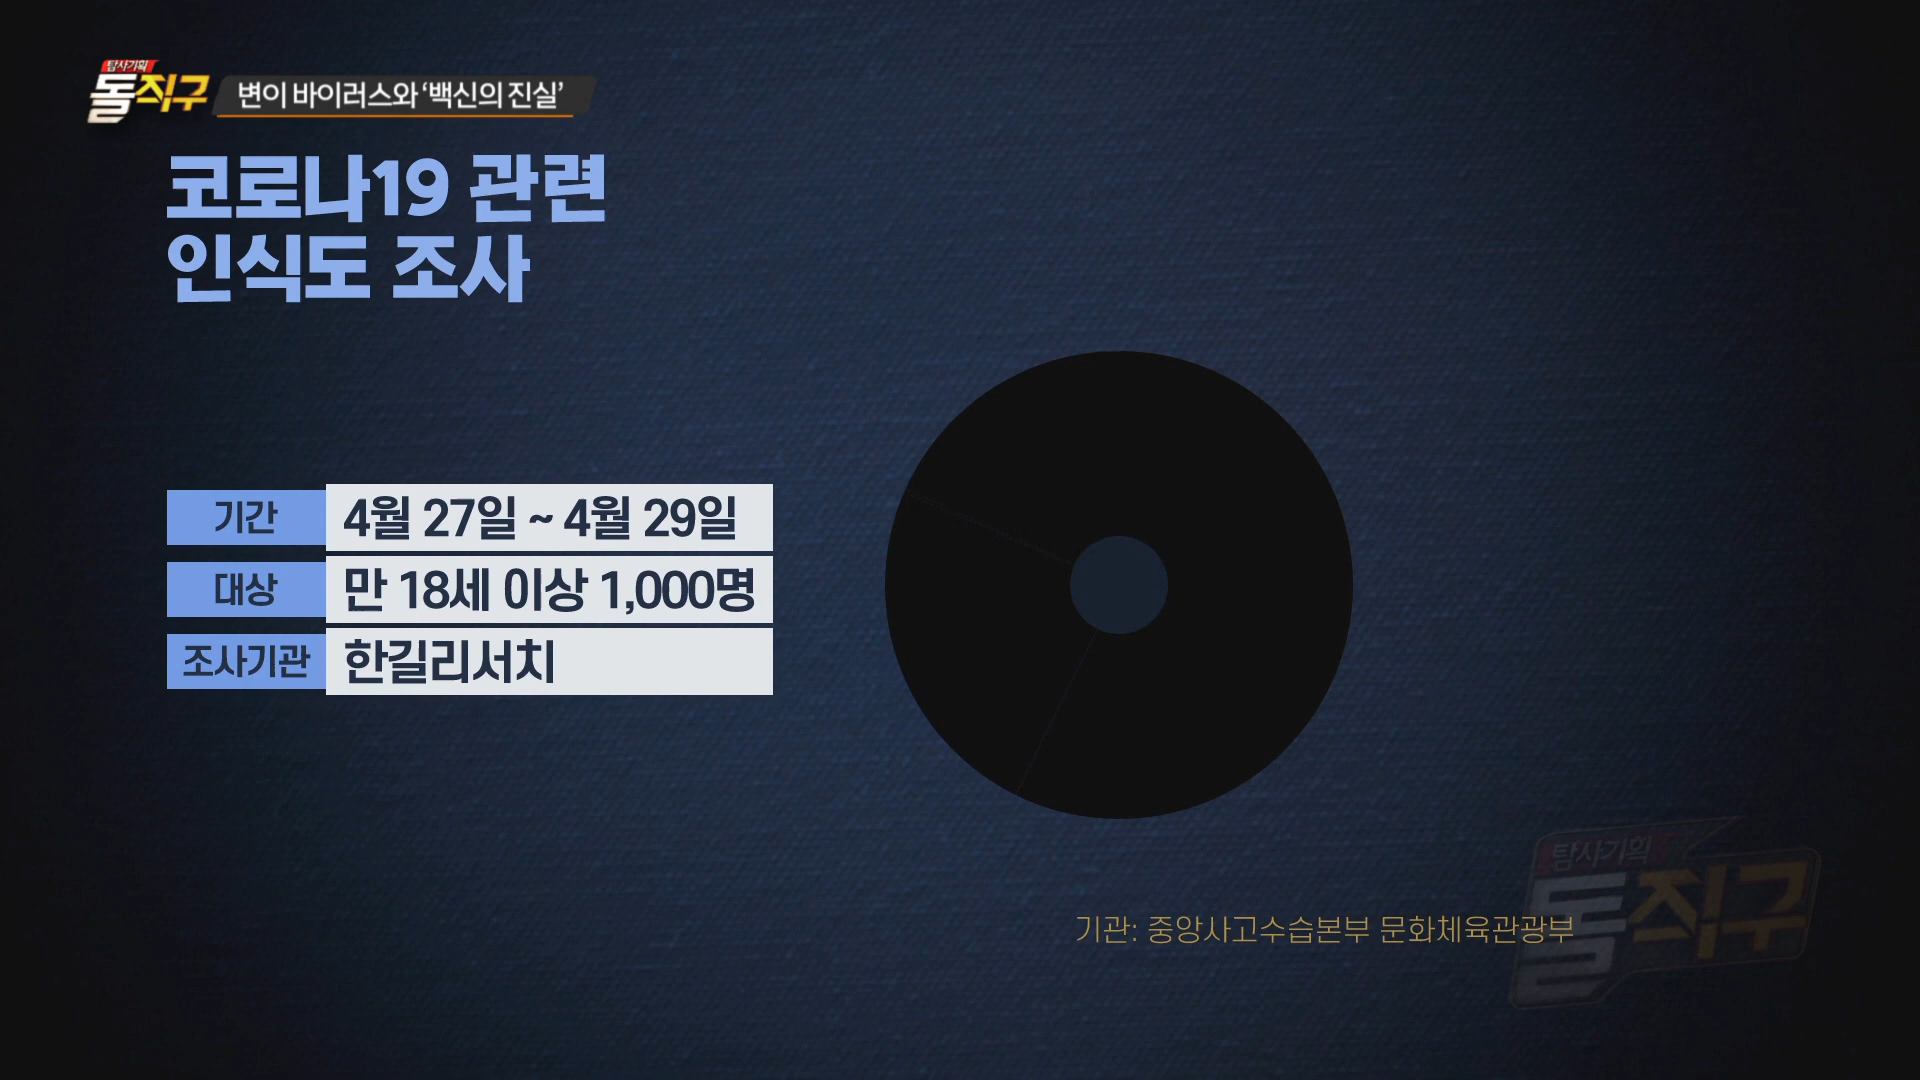 탐사기획
돌직구
변이 바이러스와 ‘백신의 진실’
코로나19 관련
인식도 조사
기간 4월 27일 ~ 4월 29일
대상 만 18세 이상 1,000명
조사기관 한길리서치
기관: 중앙사고수습본부 문화체육관광부
탐사기획
돌직구